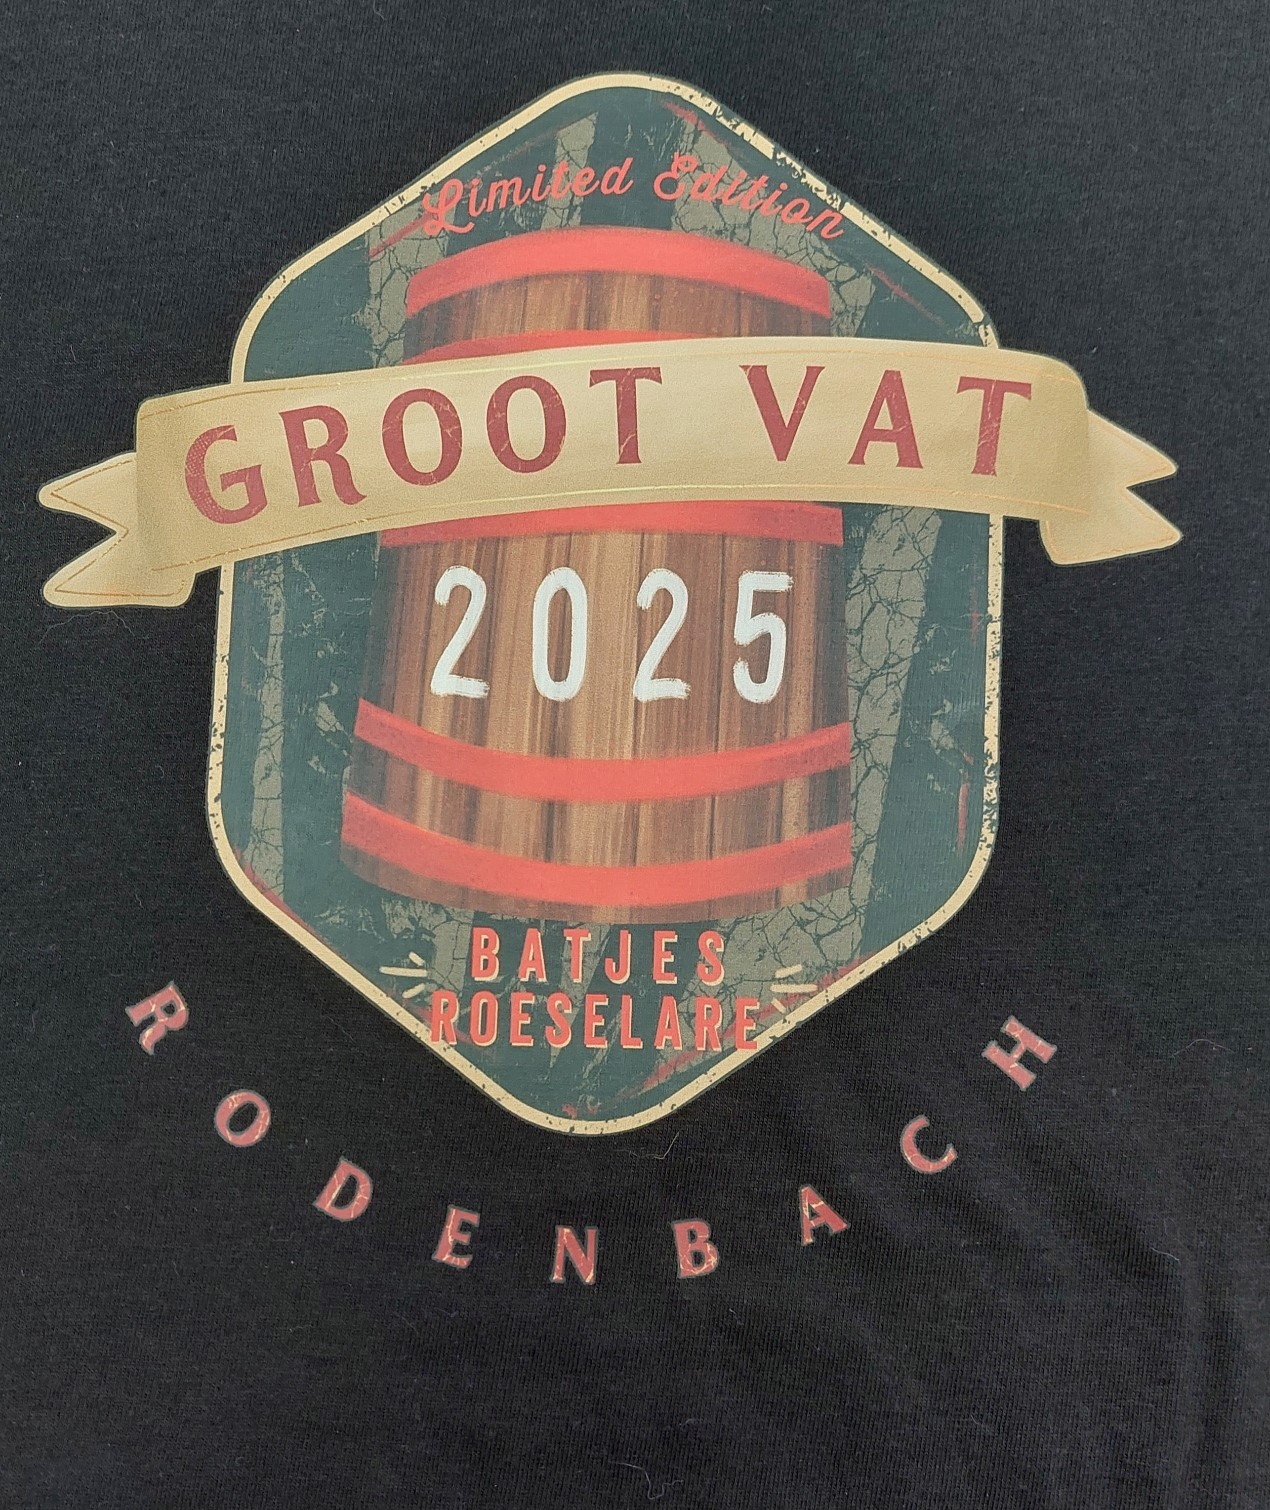 Limited Edition
GROOT VAT
2025
BATJES
ROESELARE
RODENBACH